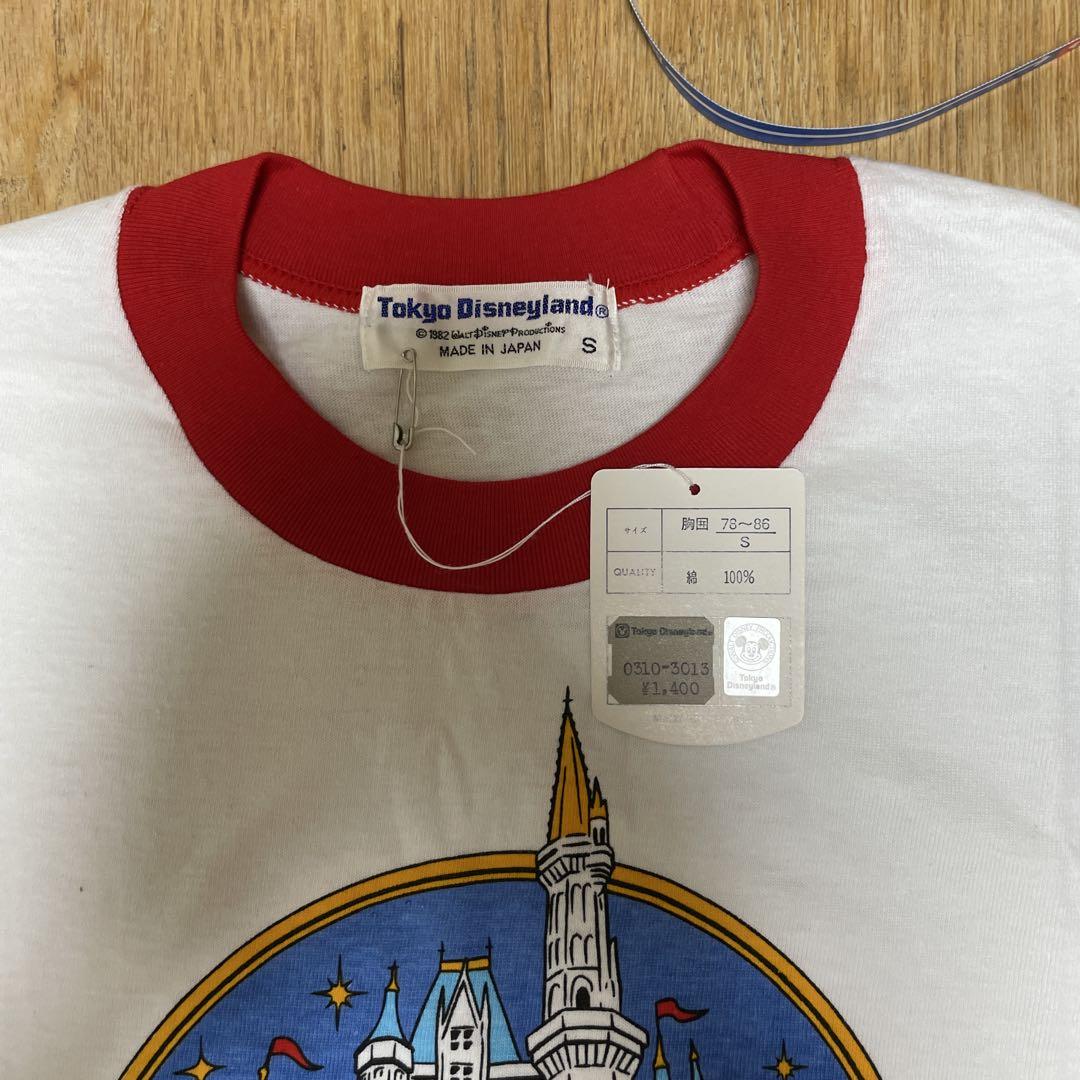 Tokyo Disneyland®
© 1982 WALT DISNEY PRODUCTIONS
MADE IN JAPAN S
サイズ 胸囲 78〜86
S
QUALITY 綿 100%
Tokyo Disneyland®
0310-3013
¥1,400
Tokyo
Disneyland®